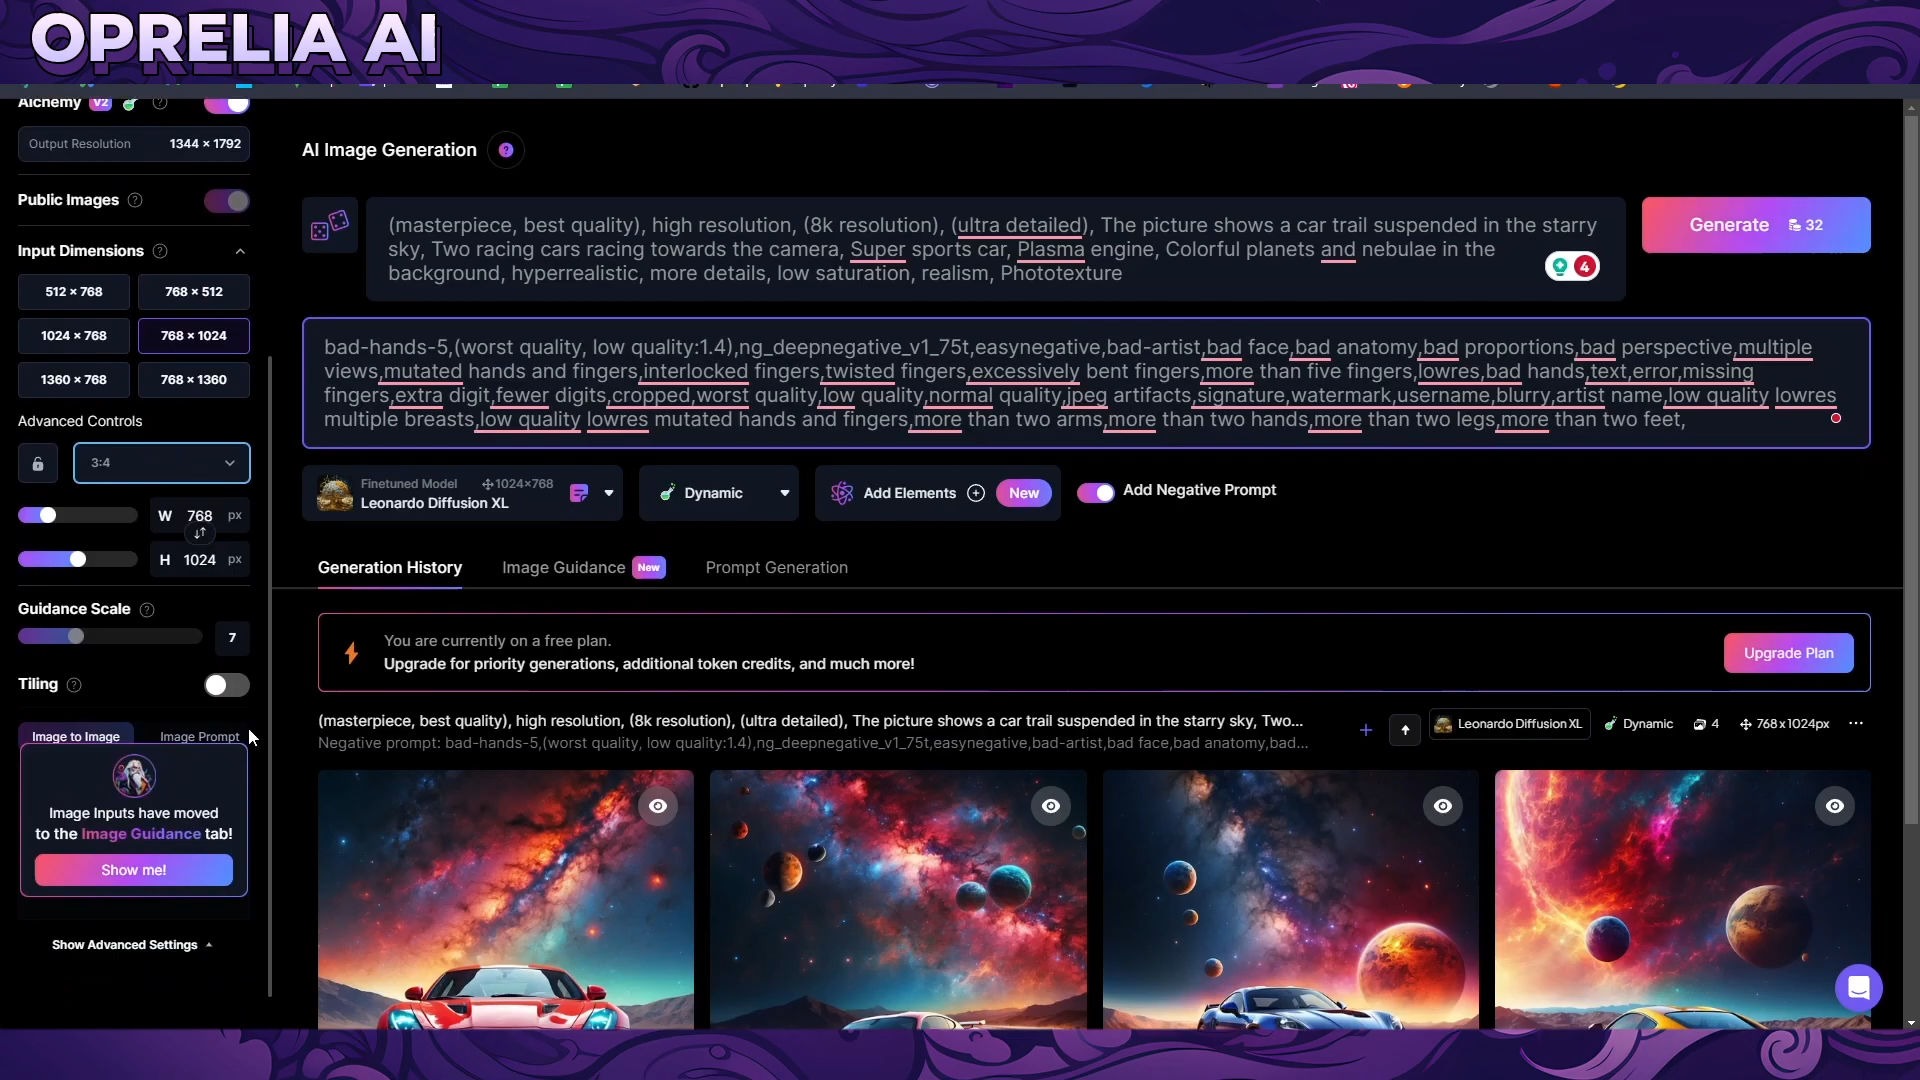 OPRELIA AI
Alchemy V2
Output Resolution 1344 × 1792
Public Images
Input Dimensions
512 × 768 768 × 512
1024 × 768 768 × 1024
1360 × 768 768 × 1360
Advanced Controls
3:4
W 768 px
H 1024 px
Guidance Scale
7
Tiling
Image to Image Image Prompt
Image Inputs have moved
to the Image Guidance tab!
Show me!
Show Advanced Settings
AI Image Generation ?
(masterpiece, best quality), high resolution, (8k resolution), (ultra detailed), The picture shows a car trail suspended in the starry
sky, Two racing cars racing towards the camera, Super sports car, Plasma engine, Colorful planets and nebulae in the
background, hyperrealistic, more details, low saturation, realism, Phototexture
4
Generate 32
bad-hands-5,(worst quality, low quality:1.4),ng_deepnegative_v1_75t,easynegative,bad-artist,bad face,bad anatomy,bad proportions,bad perspective,multiple
views,mutated hands and fingers,interlocked fingers,twisted fingers,excessively bent fingers,more than five fingers,lowres,bad hands,text,error,missing
fingers,extra digit,fewer digits,cropped,worst quality,low quality,normal quality,jpeg artifacts,signature,watermark,username,blurry,artist name,low quality lowres
multiple breasts,low quality lowres mutated hands and fingers,more than two arms,more than two hands,more than two legs,more than two feet,
Finetuned Model 1024×768
Leonardo Diffusion XL
Dynamic
Add Elements New
Add Negative Prompt
Generation History Image Guidance New Prompt Generation
You are currently on a free plan.
Upgrade for priority generations, additional token credits, and much more!
Upgrade Plan
(masterpiece, best quality), high resolution, (8k resolution), (ultra detailed), The picture shows a car trail suspended in the starry sky, Two...
Negative prompt: bad-hands-5,(worst quality, low quality:1.4),ng_deepnegative_v1_75t,easynegative,bad-artist,bad face,bad anatomy,bad...
Leonardo Diffusion XL Dynamic 4 768x1024px ...